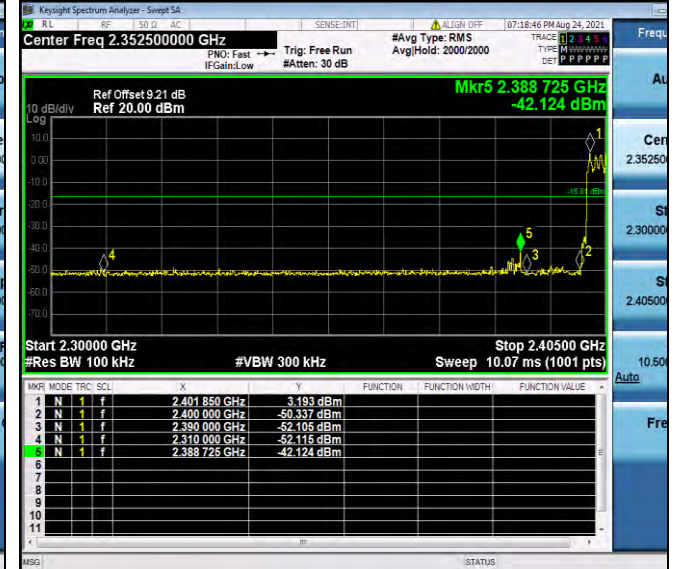 Keysight Spectrum Analyzer - Swept SA
RL RF 50 Ω AC SENSE:INT ALIGN OFF 07:18:46 PM Aug 24, 2021
Center Freq 2.352500000 GHz
PNO: Fast
IFGain:Low
Trig: Free Run
#Atten: 30 dB
#Avg Type: RMS
Avg|Hold: 2000/2000
TRACE 1 2 3 4 5 6
TYPE M WWWWW
DET P P P P P P
Mkr5 2.388 725 GHz
-42.124 dBm
Ref Offset 9.21 dB
10 dB/div Ref 20.00 dBm
Log
10.0
0.00
-10.0
-20.0
-30.0
-40.0
-50.0
-60.0
-70.0
1
5
3
2
4
Start 2.30000 GHz Stop 2.40500 GHz
#Res BW 100 kHz #VBW 300 kHz Sweep 10.07 ms (1001 pts)
MKR MODE TRC SCL X Y FUNCTION FUNCTION WIDTH FUNCTION VALUE
1 N 1 f 2.401 850 GHz 3.193 dBm
2 N 1 f 2.400 000 GHz -50.337 dBm
3 N 1 f 2.390 000 GHz -52.105 dBm
4 N 1 f 2.310 000 GHz -52.115 dBm
5 N 1 f 2.388 725 GHz -42.124 dBm
6
7
8
9
10
11
MSG STATUS
Frequ
Au
Cen
2.35250
St
2.30000
St
2.40500
10.500
Auto
Fre